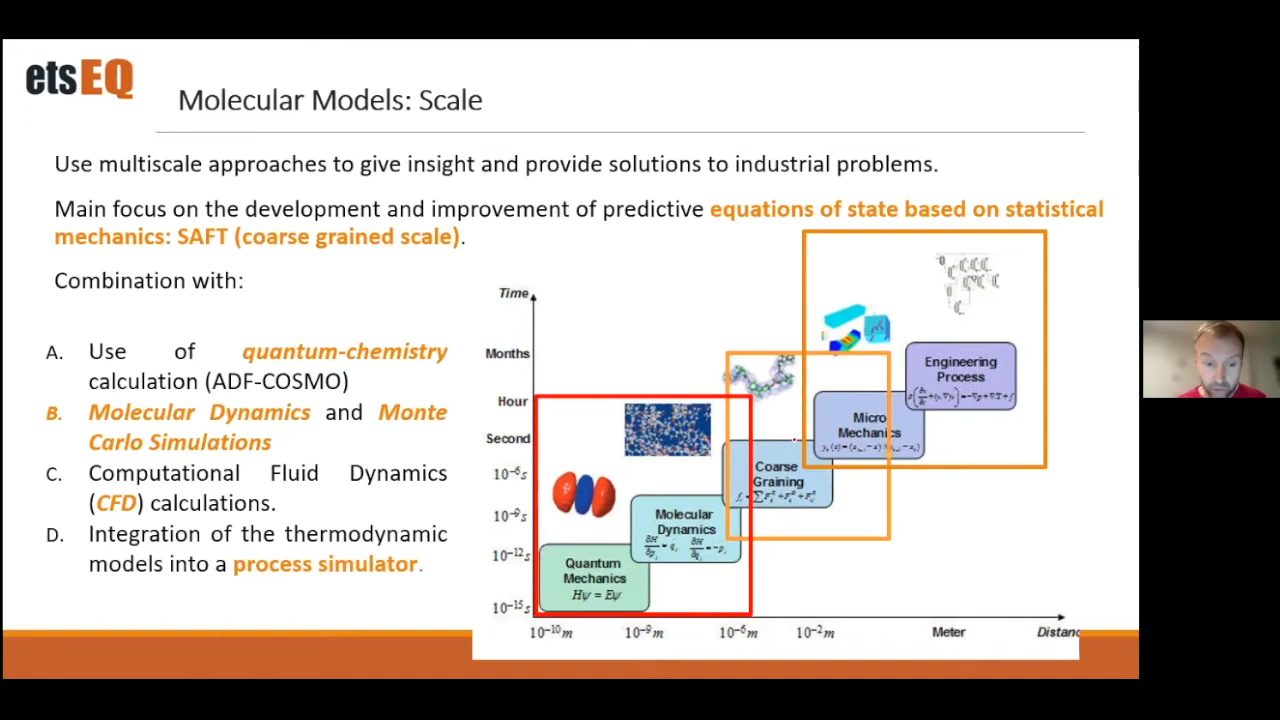 etsEQ
Molecular Models: Scale
Use multiscale approaches to give insight and provide solutions to industrial problems.
Main focus on the development and improvement of predictive equations of state based on statistical
mechanics: SAFT (coarse grained scale).
Combination with:
A. Use of quantum-chemistry
calculation (ADF-COSMO)
B. Molecular Dynamics and Monte
Carlo Simulations
C. Computational Fluid Dynamics
(CFD) calculations.
D. Integration of the thermodynamic
models into a process simulator.
Time
Months
Hour
Second
10⁻⁶s
10⁻⁹s
10⁻¹²s
10⁻¹⁵s
Engineering
Process
Micro
Mechanics
Coarse
Graining
Molecular
Dynamics
Quantum
Mechanics
Hψ = Eψ
10⁻¹⁰m
10⁻⁹m
10⁻⁶m
10⁻²m
Meter
Distanc